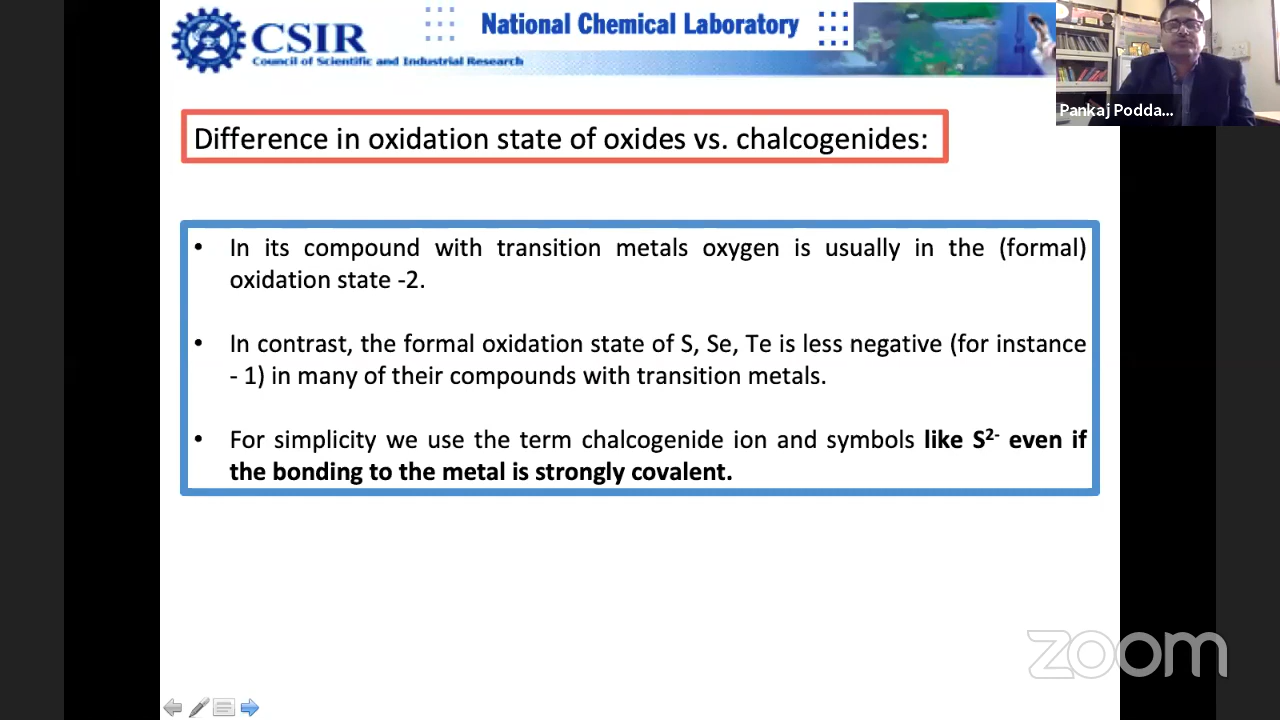 CSIR
Council of Scientific and Industrial Research
National Chemical Laboratory
Pankaj Podda...
Difference in oxidation state of oxides vs. chalcogenides:
• In its compound with transition metals oxygen is usually in the (formal)
oxidation state -2.
• In contrast, the formal oxidation state of S, Se, Te is less negative (for instance
- 1) in many of their compounds with transition metals.
• For simplicity we use the term chalcogenide ion and symbols like S²⁻ even if
the bonding to the metal is strongly covalent.
zoom